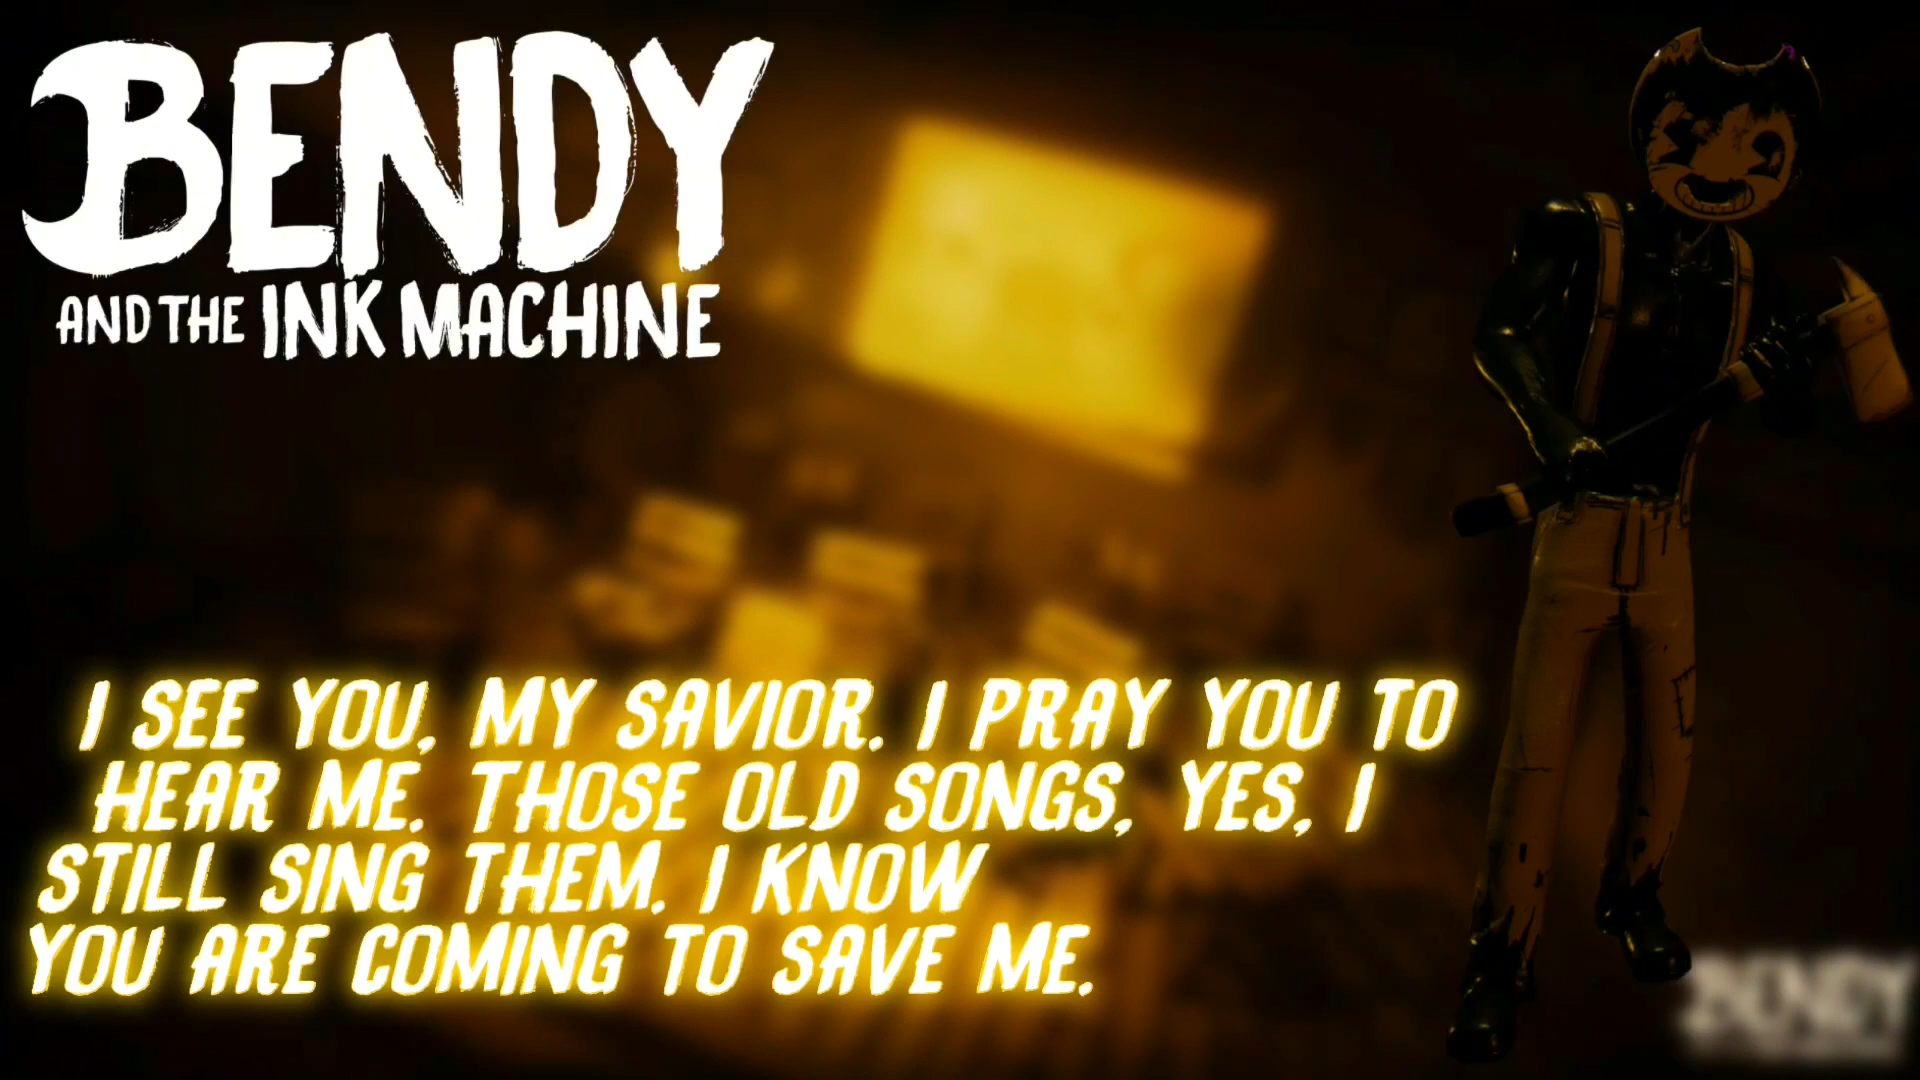 BENDY
AND THE INK MACHINE
I SEE YOU, MY SAVIOR. I PRAY YOU TO
HEAR ME. THOSE OLD SONGS, YES, I
STILL SING THEM. I KNOW
YOU ARE COMING TO SAVE ME.
BENDY